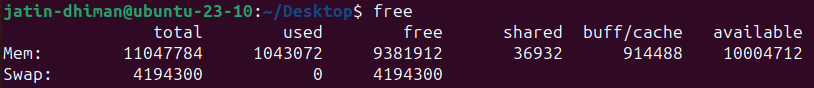 jatin-dhiman@ubuntu-23-10:~/Desktop$ free
total used free shared buff/cache available
Mem: 11047784 1043072 9381912 36932 914488 10004712
Swap: 4194300 0 4194300